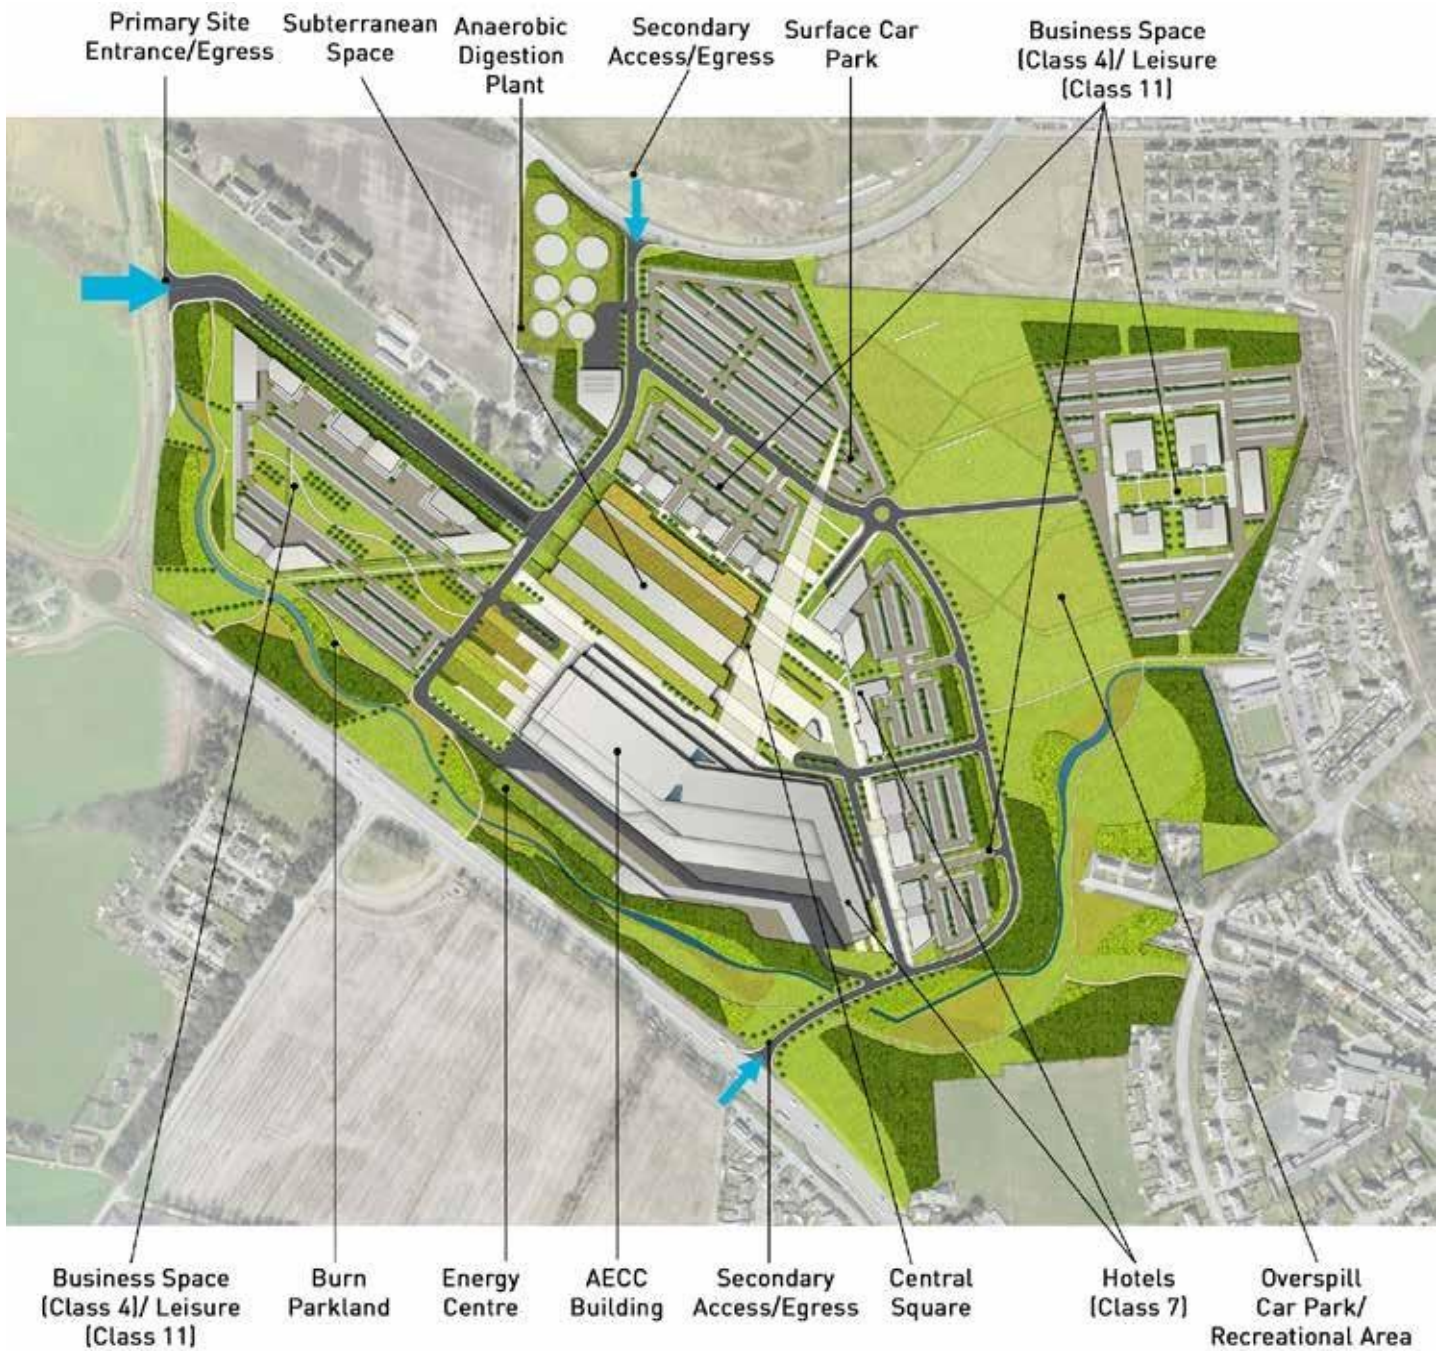 Primary Site
Entrance/Egress
Subterranean
Space
Anaerobic
Digestion
Plant
Secondary
Access/Egress
Surface Car
Park
Business Space
(Class 4)/ Leisure
(Class 11)
Business Space
(Class 4)/ Leisure
(Class 11)
Burn
Parkland
Energy
Centre
AECC
Building
Secondary
Access/Egress
Central
Square
Hotels
(Class 7)
Overspill
Car Park/
Recreational Area